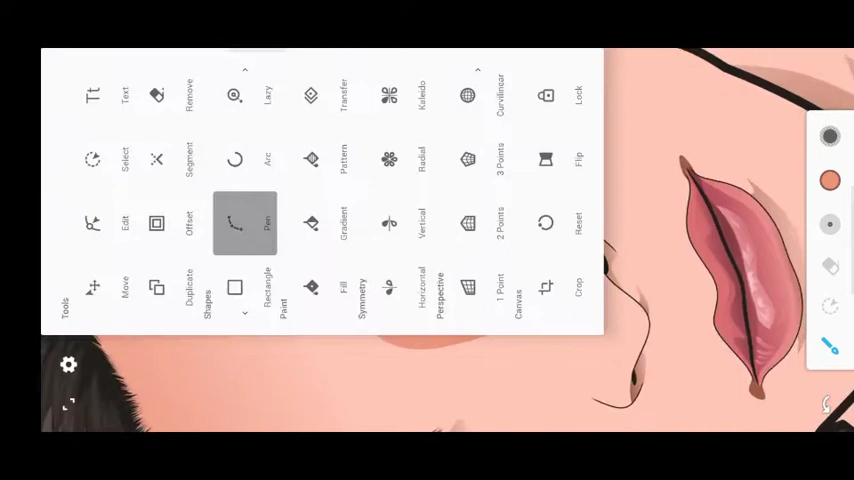 Tools
Move Edit Select Text
Duplicate Offset Segment Remove
Shapes
Rectangle Pen Arc Lazy
Paint
Fill Gradient Pattern Transfer
Symmetry
Horizontal Vertical Radial Kaleido
Perspective
1 Point 2 Points 3 Points Curvilinear
Canvas
Crop Reset Flip Lock